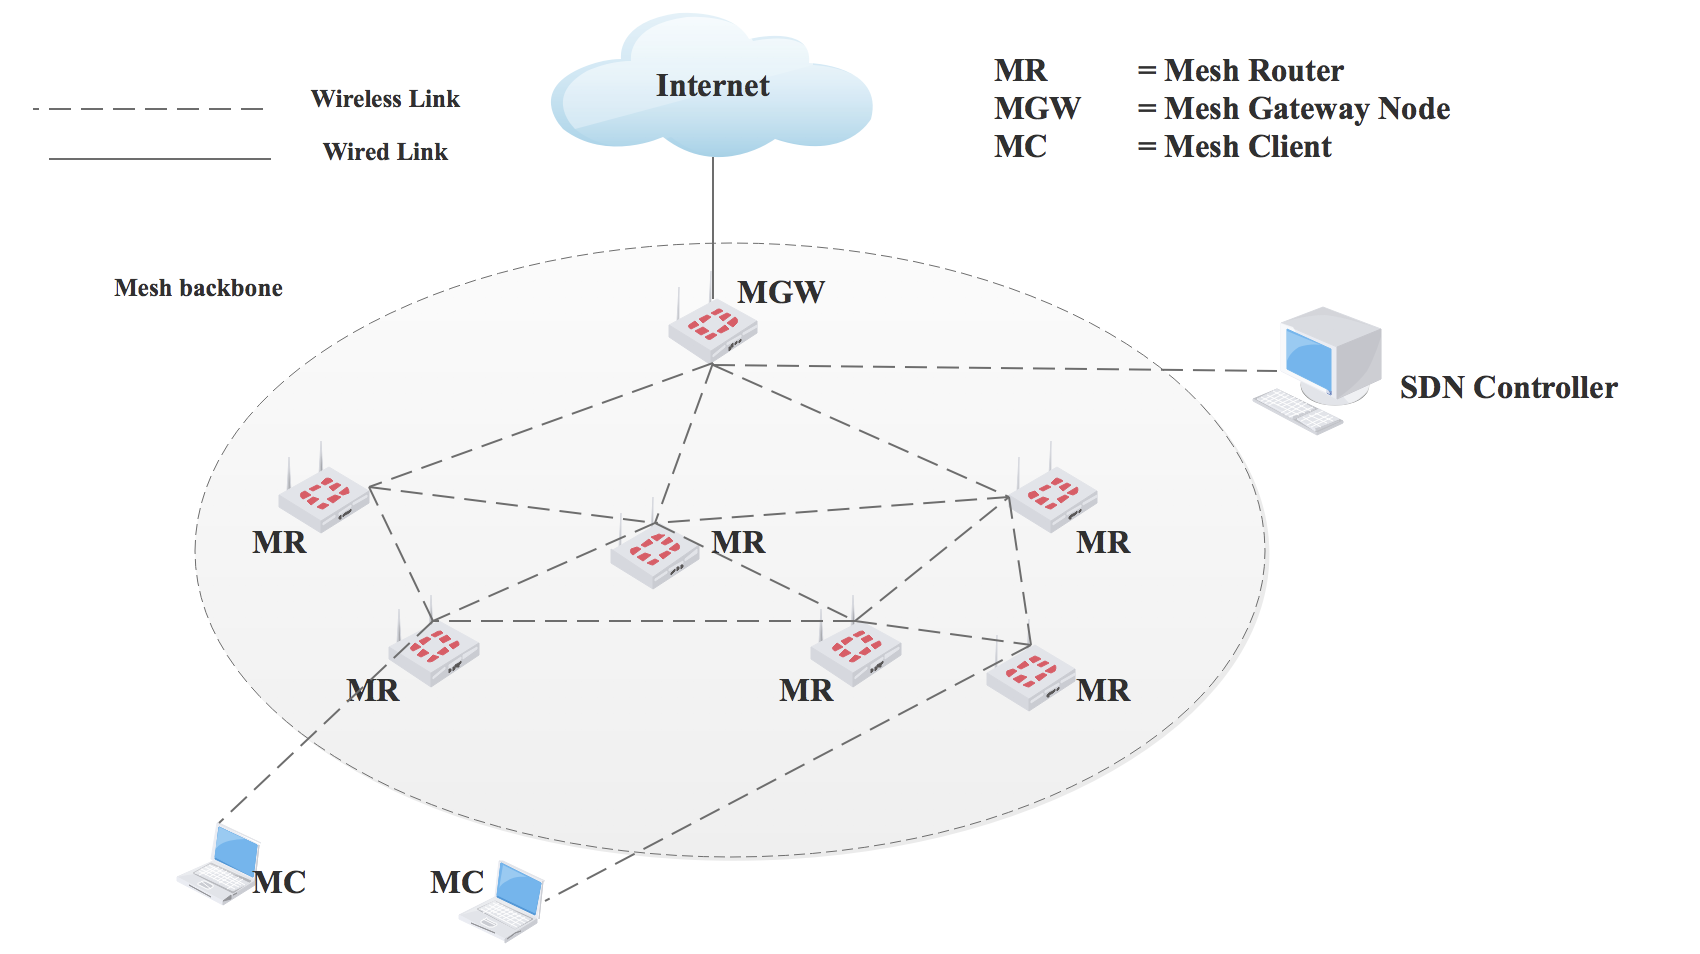 Internet
Wireless Link
Wired Link
MR = Mesh Router
MGW = Mesh Gateway Node
MC = Mesh Client
Mesh backbone
MGW
SDN Controller
MR
MR
MR
MR
MR
MR
MC
MC